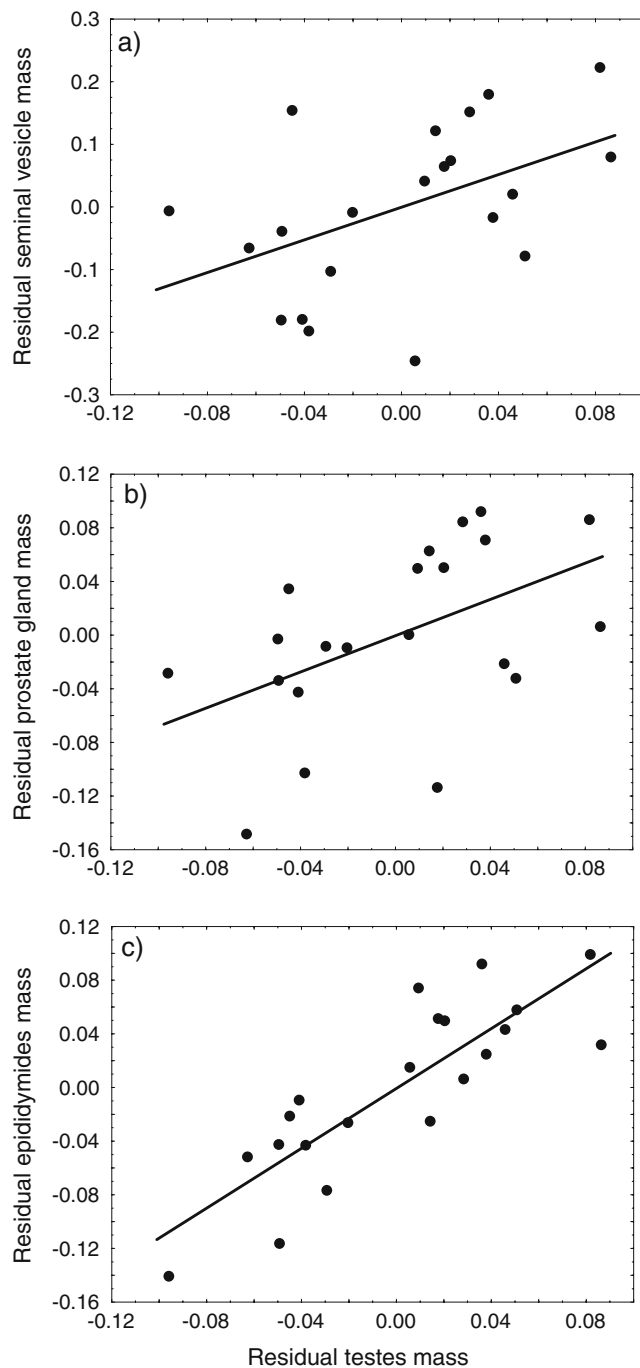 a)
Residual seminal vesicle mass
0.3
0.2
0.1
0.0
-0.1
-0.2
-0.3
-0.12 -0.08 -0.04 0.00 0.04 0.08
b)
Residual prostate gland mass
0.12
0.08
0.04
0.00
-0.04
-0.08
-0.12
-0.16
-0.12 -0.08 -0.04 0.00 0.04 0.08
c)
Residual epididymides mass
0.12
0.08
0.04
0.00
-0.04
-0.08
-0.12
-0.16
-0.12 -0.08 -0.04 0.00 0.04 0.08
Residual testes mass